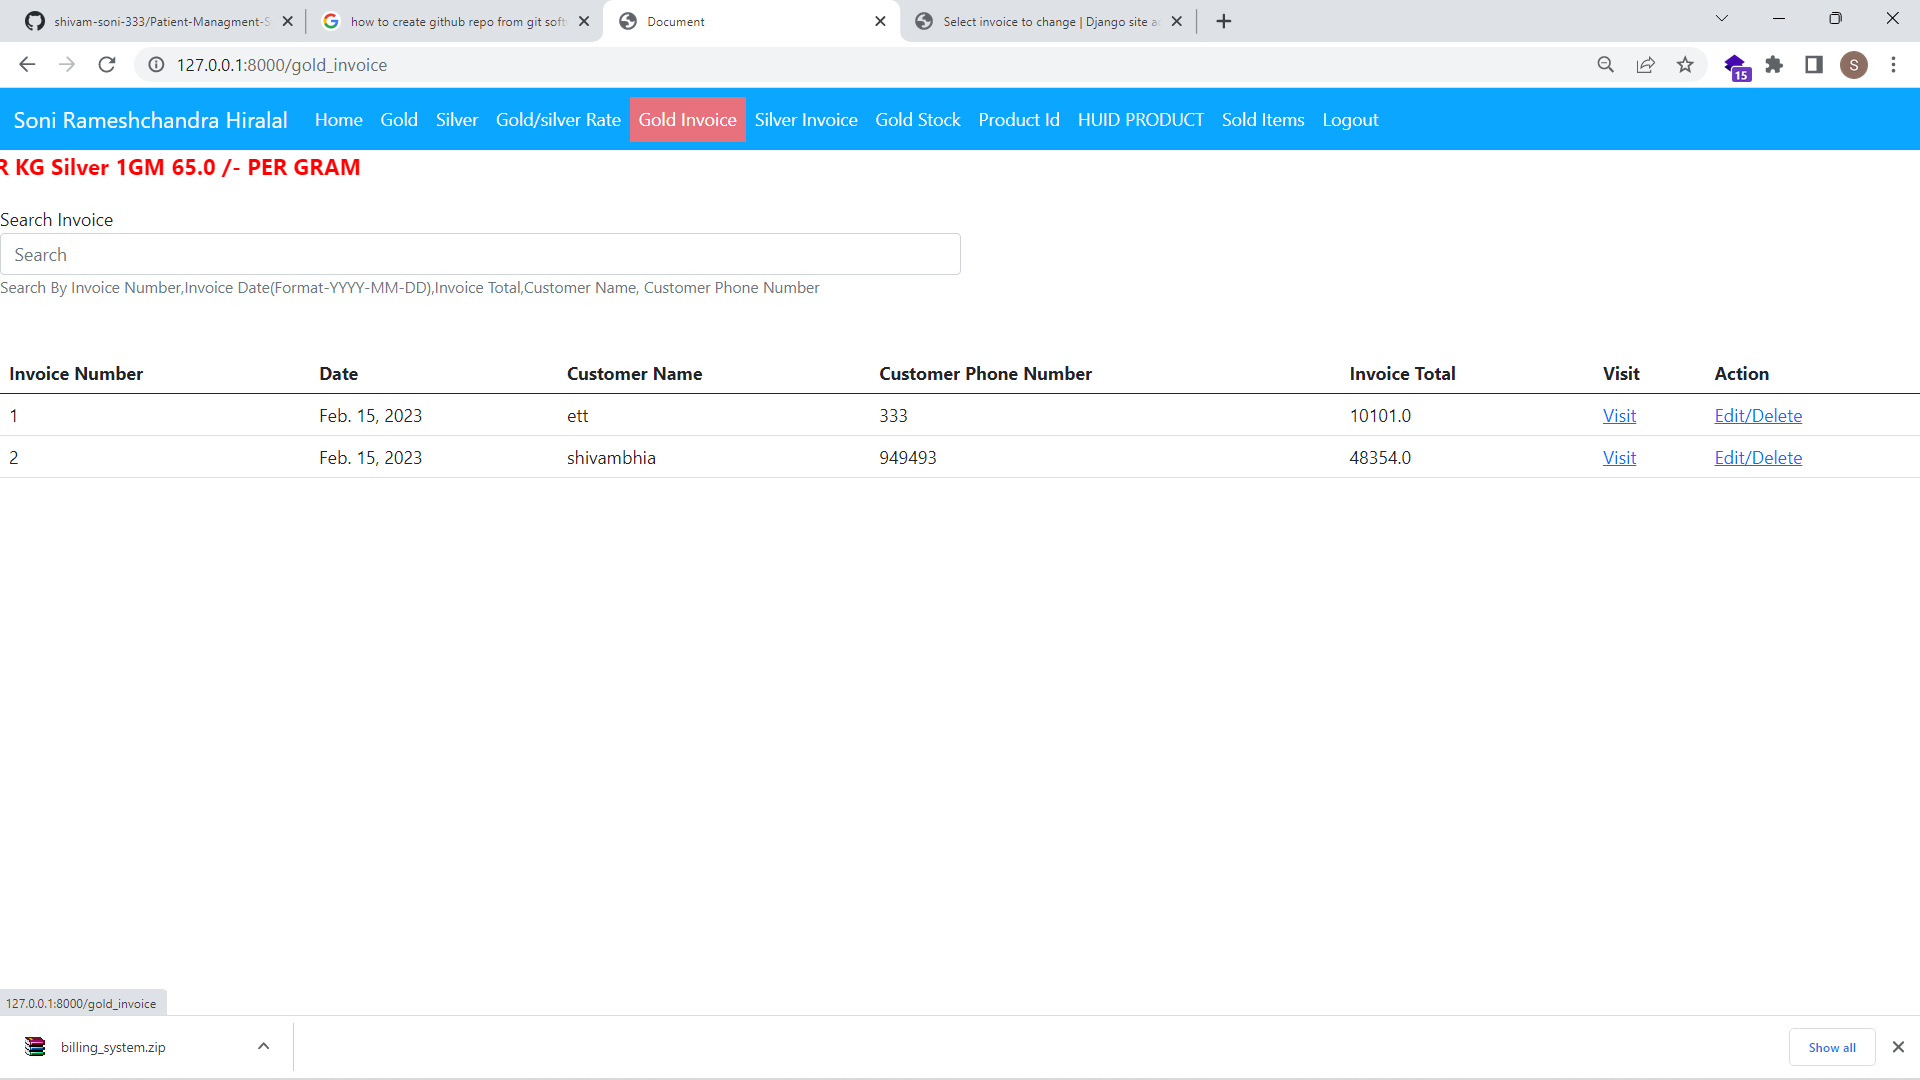 shivam-soni-333/Patient-Managment-S
how to create github repo from git soft
Document
Select invoice to change | Django site a
127.0.0.1:8000/gold_invoice
15
S
Soni Rameshchandra Hiralal Home Gold Silver Gold/silver Rate Gold Invoice Silver Invoice Gold Stock Product Id HUID PRODUCT Sold Items Logout
R KG Silver 1GM 65.0 /- PER GRAM
Search Invoice
Search
Search By Invoice Number,Invoice Date(Format-YYYY-MM-DD),Invoice Total,Customer Name, Customer Phone Number
Invoice Number Date Customer Name Customer Phone Number Invoice Total Visit Action
1 Feb. 15, 2023 ett 333 10101.0 Visit Edit/Delete
2 Feb. 15, 2023 shivambhia 949493 48354.0 Visit Edit/Delete
127.0.0.1:8000/gold_invoice
billing_system.zip
Show all